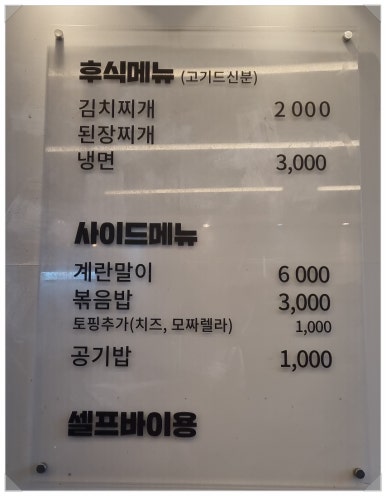 후식메뉴 (고기드신분)
김치찌개 2 000
된장찌개
냉면 3,000
사이드메뉴
계란말이 6 000
볶음밥 3,000
토핑추가(치즈, 모짜렐라) 1,000
공기밥 1,000
셀프바이용